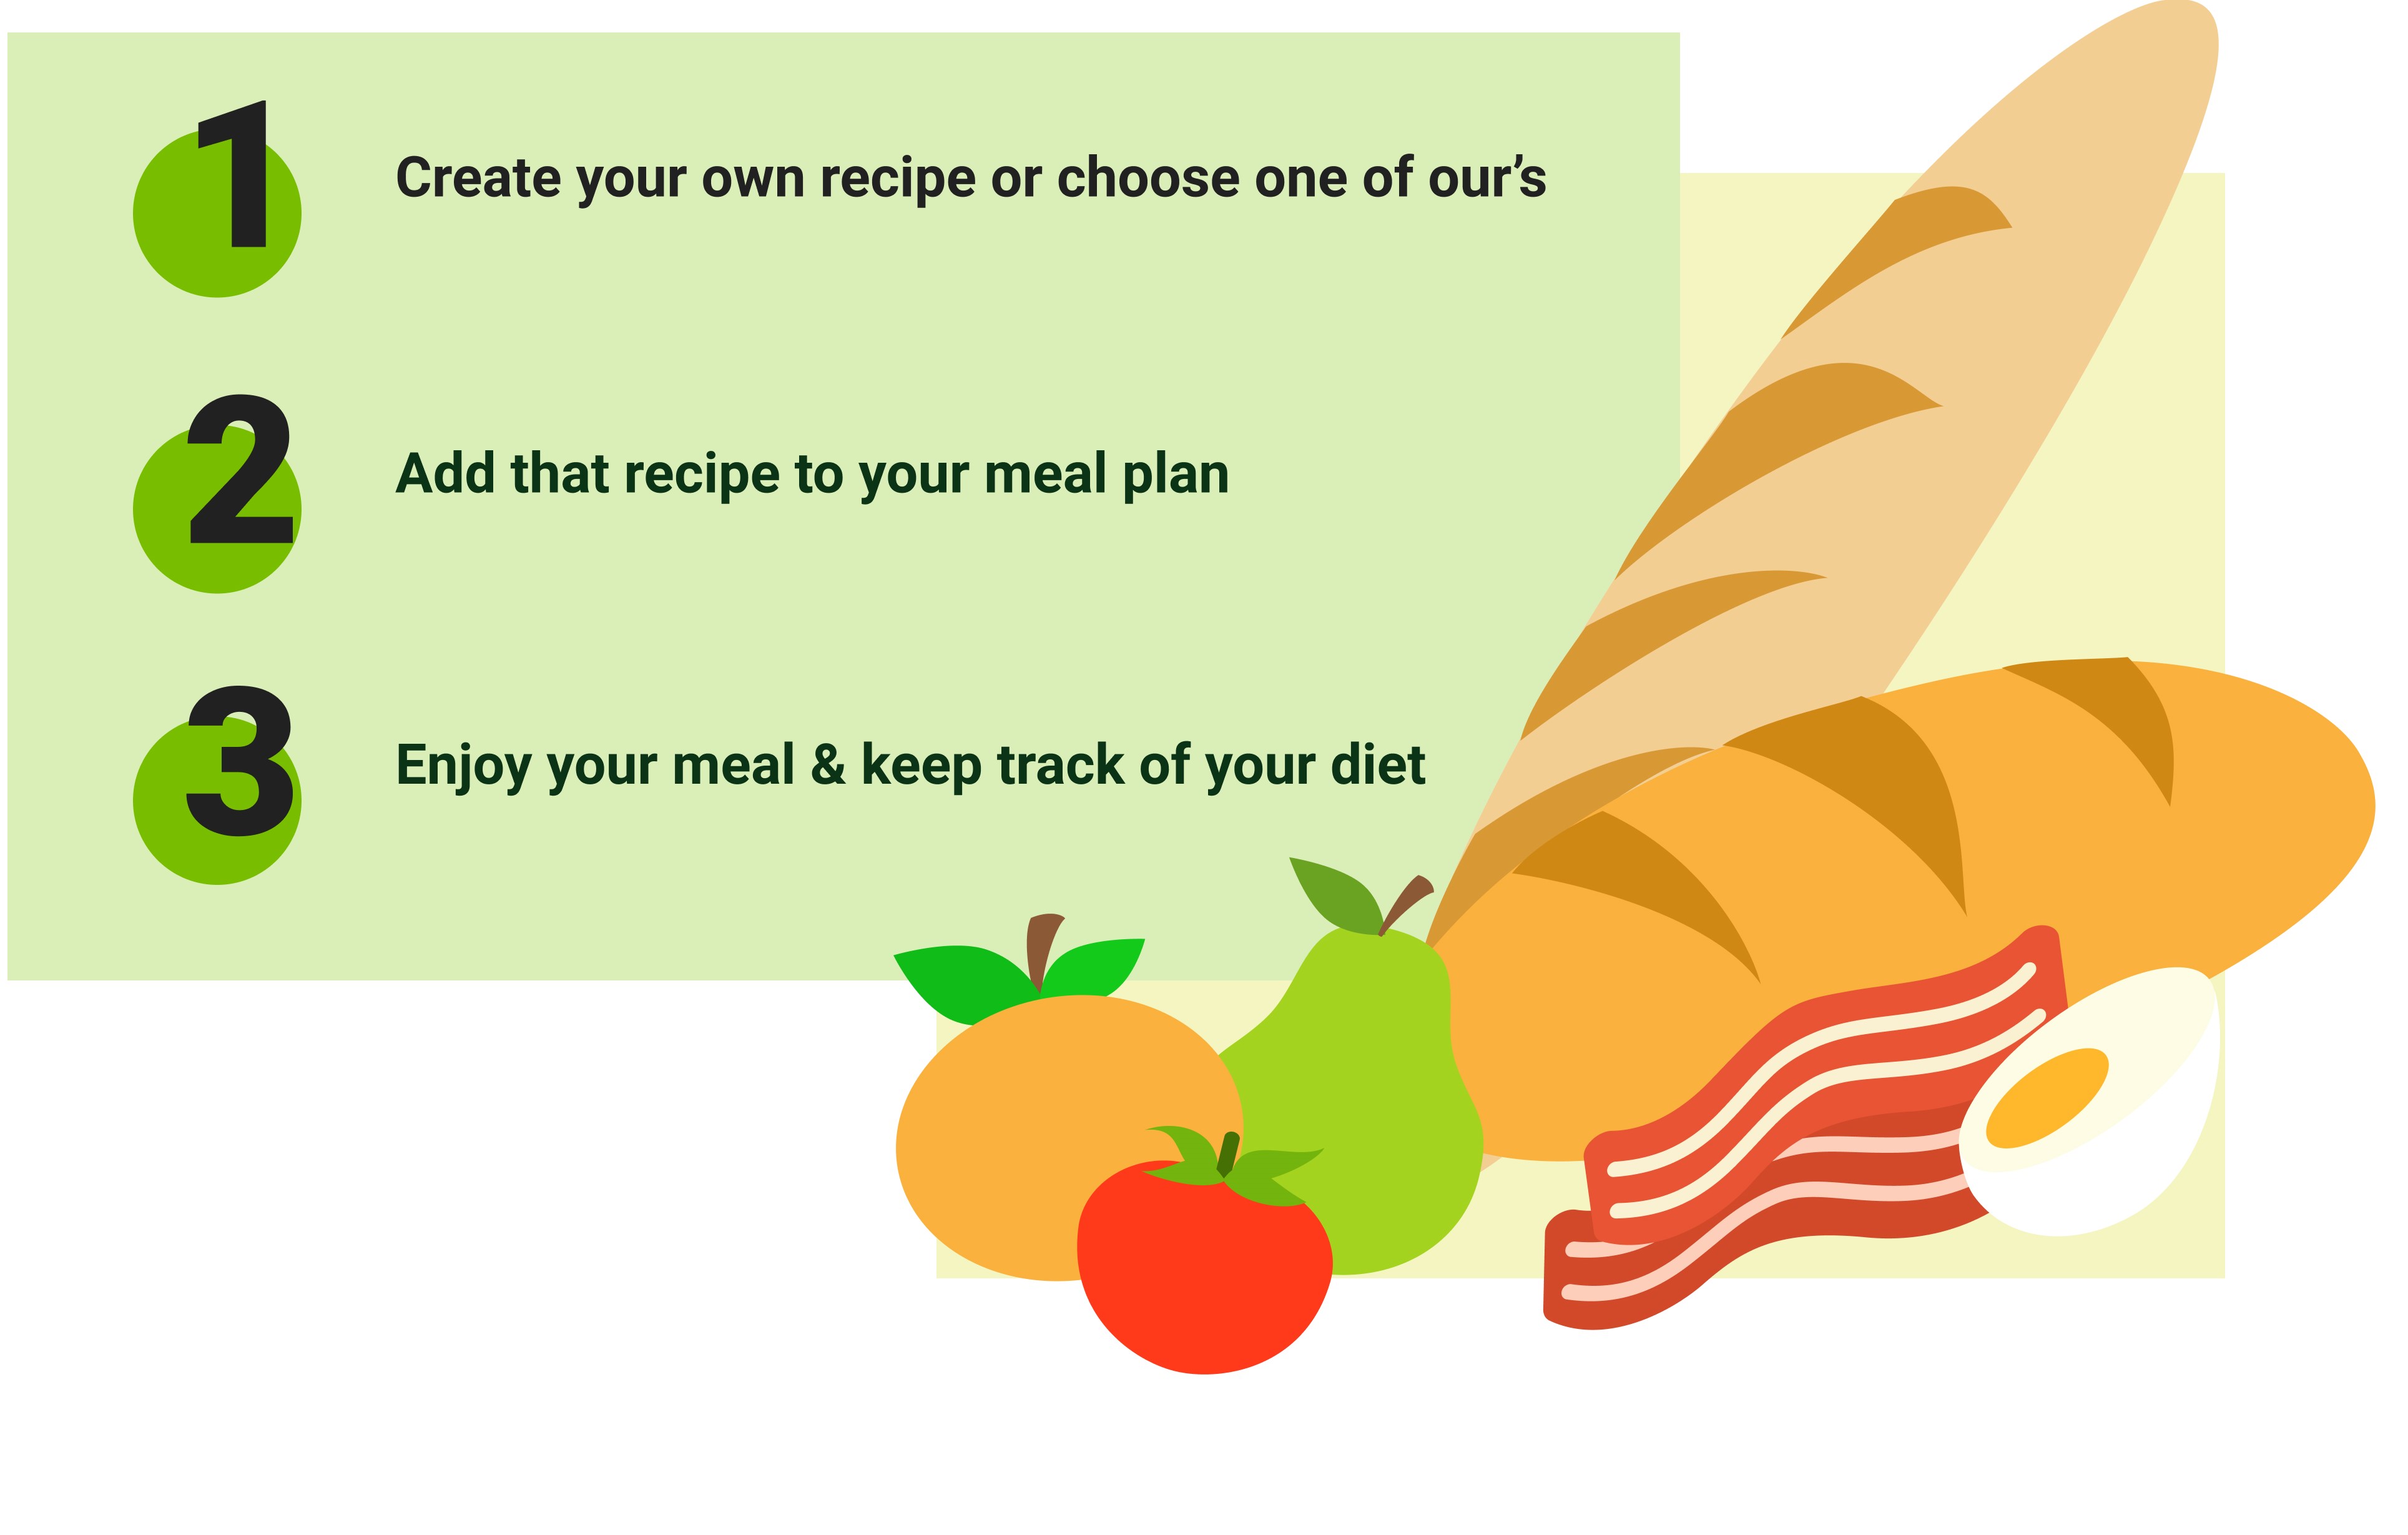 1
Create your own recipe or choose one of our’s
2
Add that recipe to your meal plan
3
Enjoy your meal & keep track of your diet